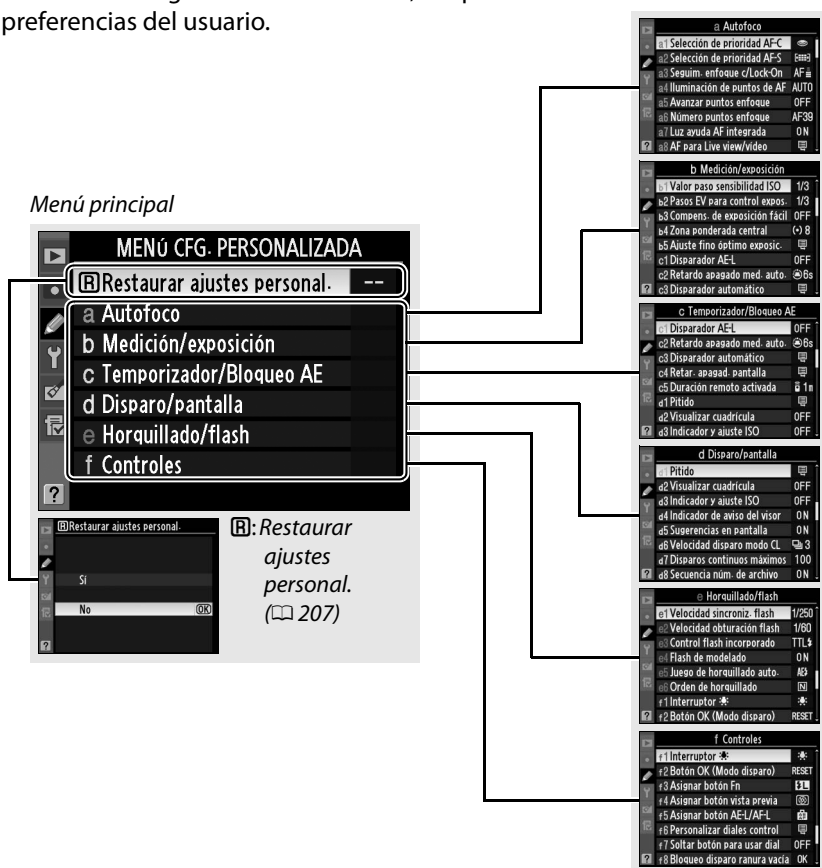 preferencias del usuario.
Menú principal
MENú CFG. PERSONALIZADA
RRestaurar ajustes personal. --
a Autofoco
b Medición/exposición
c Temporizador/Bloqueo AE
d Disparo/pantalla
e Horquillado/flash
f Controles
?
RRestaurar ajustes personal.
Sí
No OK
?
R: Restaurar
ajustes
personal.
(207)
a Autofoco
a1 Selección de prioridad AF-C
a2 Selección de prioridad AF-S
a3 Seguim. enfoque c/Lock-On AF
a4 Iluminación de puntos de AF AUTO
a5 Avanzar puntos enfoque OFF
a6 Número puntos enfoque AF39
a7 Luz ayuda AF integrada ON
a8 AF para Live view/vídeo
?
b Medición/exposición
b1 Valor paso sensibilidad ISO 1/3
b2 Pasos EV para control expos. 1/3
b3 Compens. de exposición fácil OFF
b4 Zona ponderada central (•) 8
b5 Ajuste fino óptimo exposic.
c1 Disparador AE-L OFF
c2 Retardo apagado med. auto. 6s
c3 Disparador automático
?
c Temporizador/Bloqueo AE
c1 Disparador AE-L OFF
c2 Retardo apagado med. auto. 6s
c3 Disparador automático
c4 Retar. apagad. pantalla
c5 Duración remoto activada 1m
d1 Pitido
d2 Visualizar cuadrícula OFF
d3 Indicador y ajuste ISO OFF
?
d Disparo/pantalla
d1 Pitido
d2 Visualizar cuadrícula OFF
d3 Indicador y ajuste ISO OFF
d4 Indicador de aviso del visor ON
d5 Sugerencias en pantalla ON
d6 Velocidad disparo modo CL 3
d7 Disparos continuos máximos 100
d8 Secuencia núm. de archivo ON
?
e Horquillado/flash
e1 Velocidad sincroniz. flash 1/250
e2 Velocidad obturación flash 1/60
e3 Control flash incorporado TTL
e4 Flash de modelado ON
e5 Juego de horquillado auto. AE
e6 Orden de horquillado N
f1 Interruptor
f2 Botón OK (Modo disparo) RESET
?
f Controles
f1 Interruptor
f2 Botón OK (Modo disparo) RESET
f3 Asignar botón Fn L
f4 Asignar botón vista previa
f5 Asignar botón AE-L/AF-L
f6 Personalizar diales control
f7 Soltar botón para usar dial OFF
f8 Bloqueo disparo ranura vacía OK
?